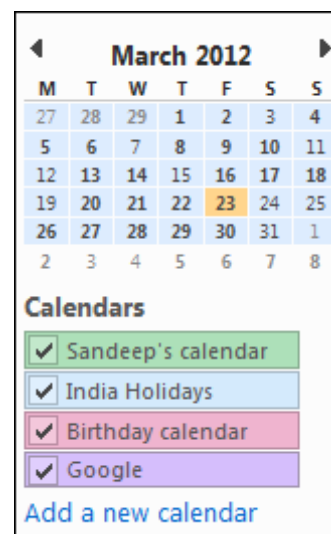 March 2012
M T W T F S S
27 28 29 1 2 3 4
5 6 7 8 9 10 11
12 13 14 15 16 17 18
19 20 21 22 23 24 25
26 27 28 29 30 31 1
2 3 4 5 6 7 8
Calendars
Sandeep's calendar
India Holidays
Birthday calendar
Google
Add a new calendar